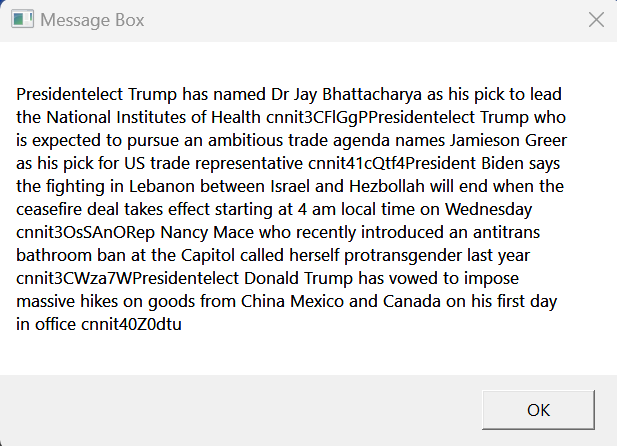 Message Box
Presidentelect Trump has named Dr Jay Bhattacharya as his pick to lead
the National Institutes of Health cnnit3CFlGgPPresidentelect Trump who
is expected to pursue an ambitious trade agenda names Jamieson Greer
as his pick for US trade representative cnnit41cQtf4President Biden says
the fighting in Lebanon between Israel and Hezbollah will end when the
ceasefire deal takes effect starting at 4 am local time on Wednesday
cnnit3OsSAnORep Nancy Mace who recently introduced an antitrans
bathroom ban at the Capitol called herself protransgender last year
cnnit3CWza7WPresidentelect Donald Trump has vowed to impose
massive hikes on goods from China Mexico and Canada on his first day
in office cnnit40Z0dtu
OK